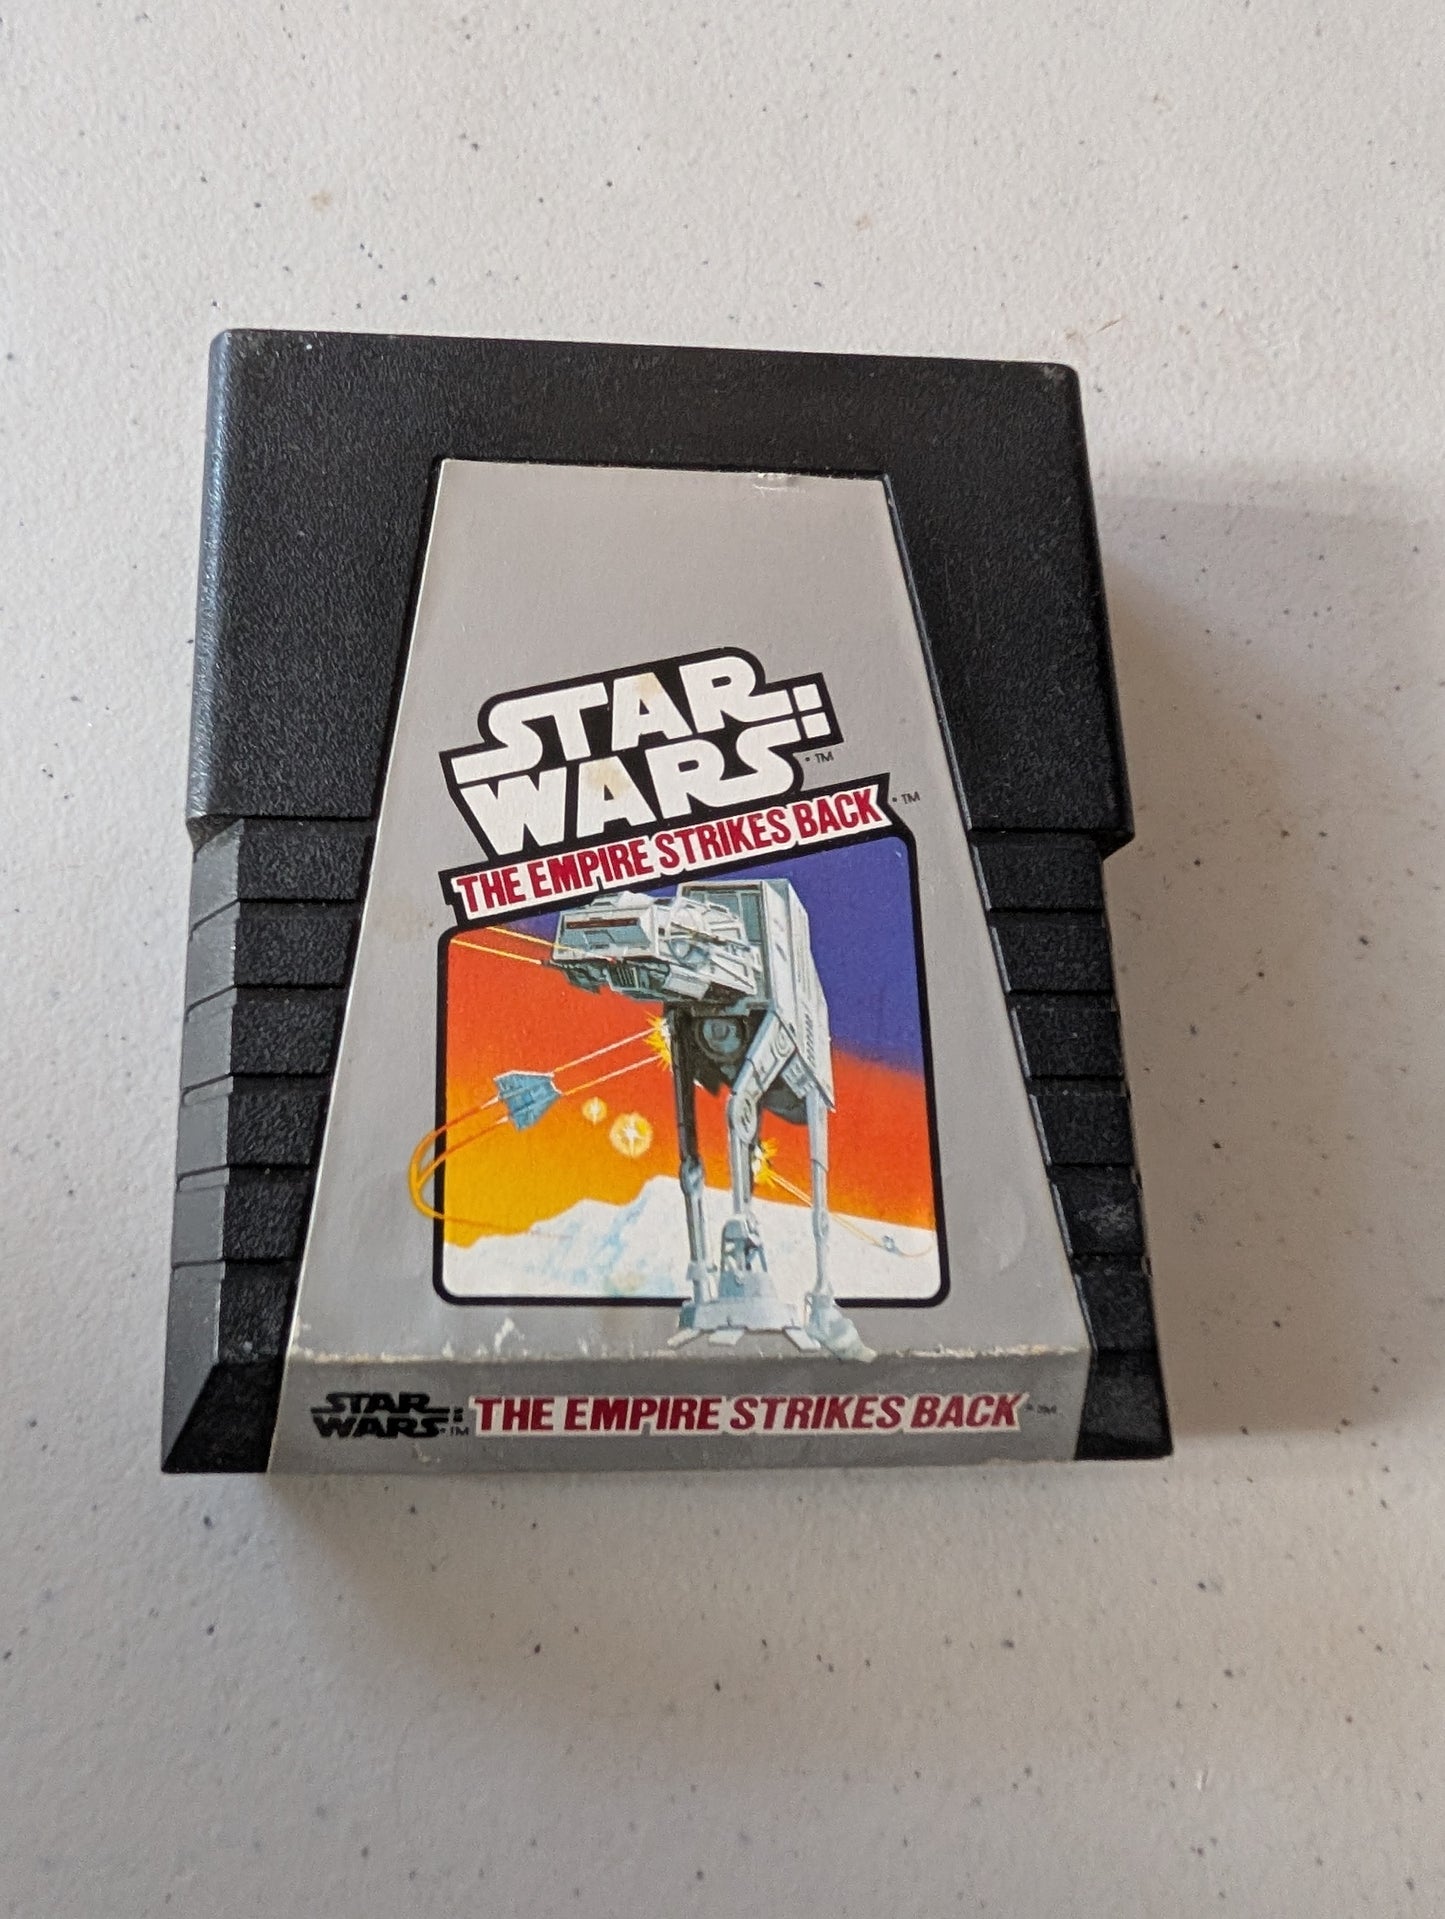 STAR
WARS ™
THE EMPIRE STRIKES BACK ™
STAR
WARS ™ THE EMPIRE STRIKES BACK ™